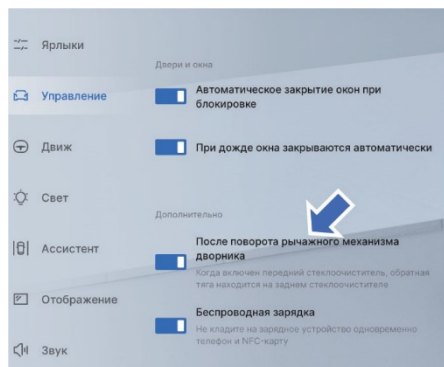 Ярлыки
Двери и окна
Управление
Автоматическое закрытие окон при
блокировке
Движ
При дожде окна закрываются автоматически
Свет
Дополнительно
Ассистент
После поворота рычажного механизма
дворника
Когда включен передний стеклоочиститель, обратная
тяга находится на заднем стеклоочистителе
Отображение
Беспроводная зарядка
Не кладите на зарядное устройство одновременно
телефон и NFC-карту
Звук